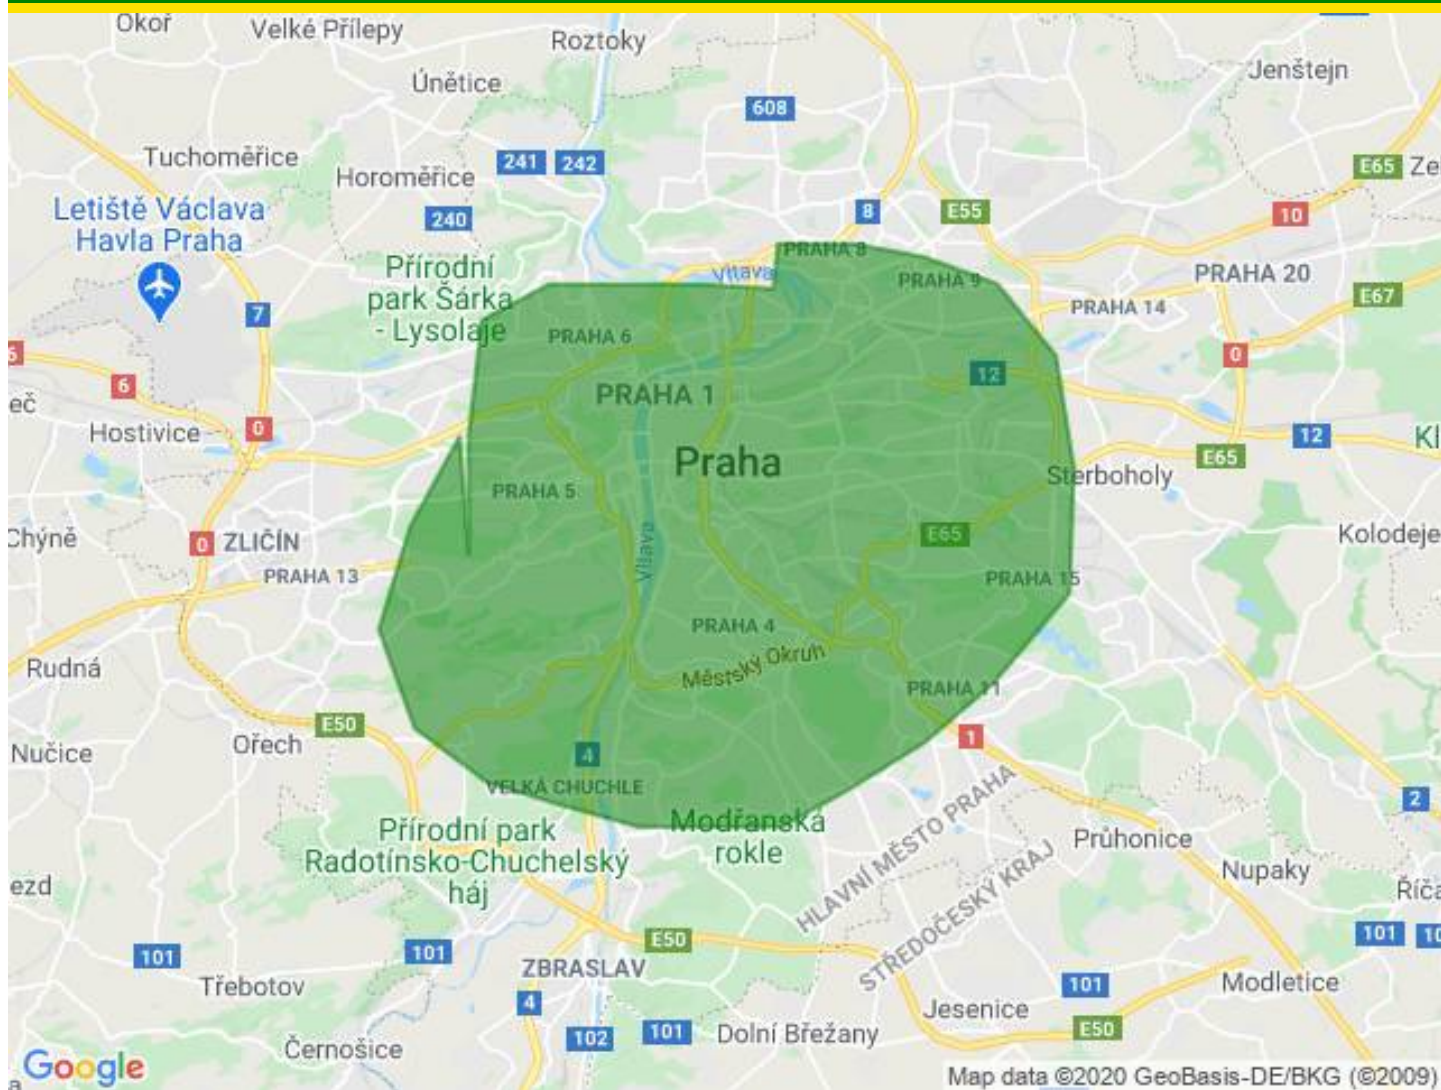 Okoř
Velké Přílepy
Roztoky
Únětice
Jenštejn
608
Tuchoměřice
241
242
E65
Ze
Horoměřice
Letiště Václava
Havla Praha
240
8
E55
10
PRAHA 8
Přírodní
park Šárka
- Lysolaje
Vltava
PRAHA 9
PRAHA 20
E67
7
PRAHA 14
PRAHA 6
0
6
6
12
PRAHA 1
eč
Hostivice
0
12
Kl
Praha
E65
Sterboholy
PRAHA 5
Chýně
0
ZLIČÍN
Vltava
E65
Kolodeje
PRAHA 13
PRAHA 15
PRAHA 4
Rudná
Městský Okruh
PRAHA 11
E50
1
Nučice
Ořech
4
VELKÁ CHUCHLE
2
Přírodní park
Radotínsko-Chuchelský
háj
Modřanská
rokle
HLAVNÍ MĚSTO PRAHA
STŘEDOČESKÝ KRAJ
Průhonice
Nupaky
ezd
Říča
101
101
E50
101
10
ZBRASLAV
Třebotov
4
101
Modletice
Jesenice
102
101
Dolní Břežany
E50
Černošice
Google
a
Map data ©2020 GeoBasis-DE/BKG (©2009)